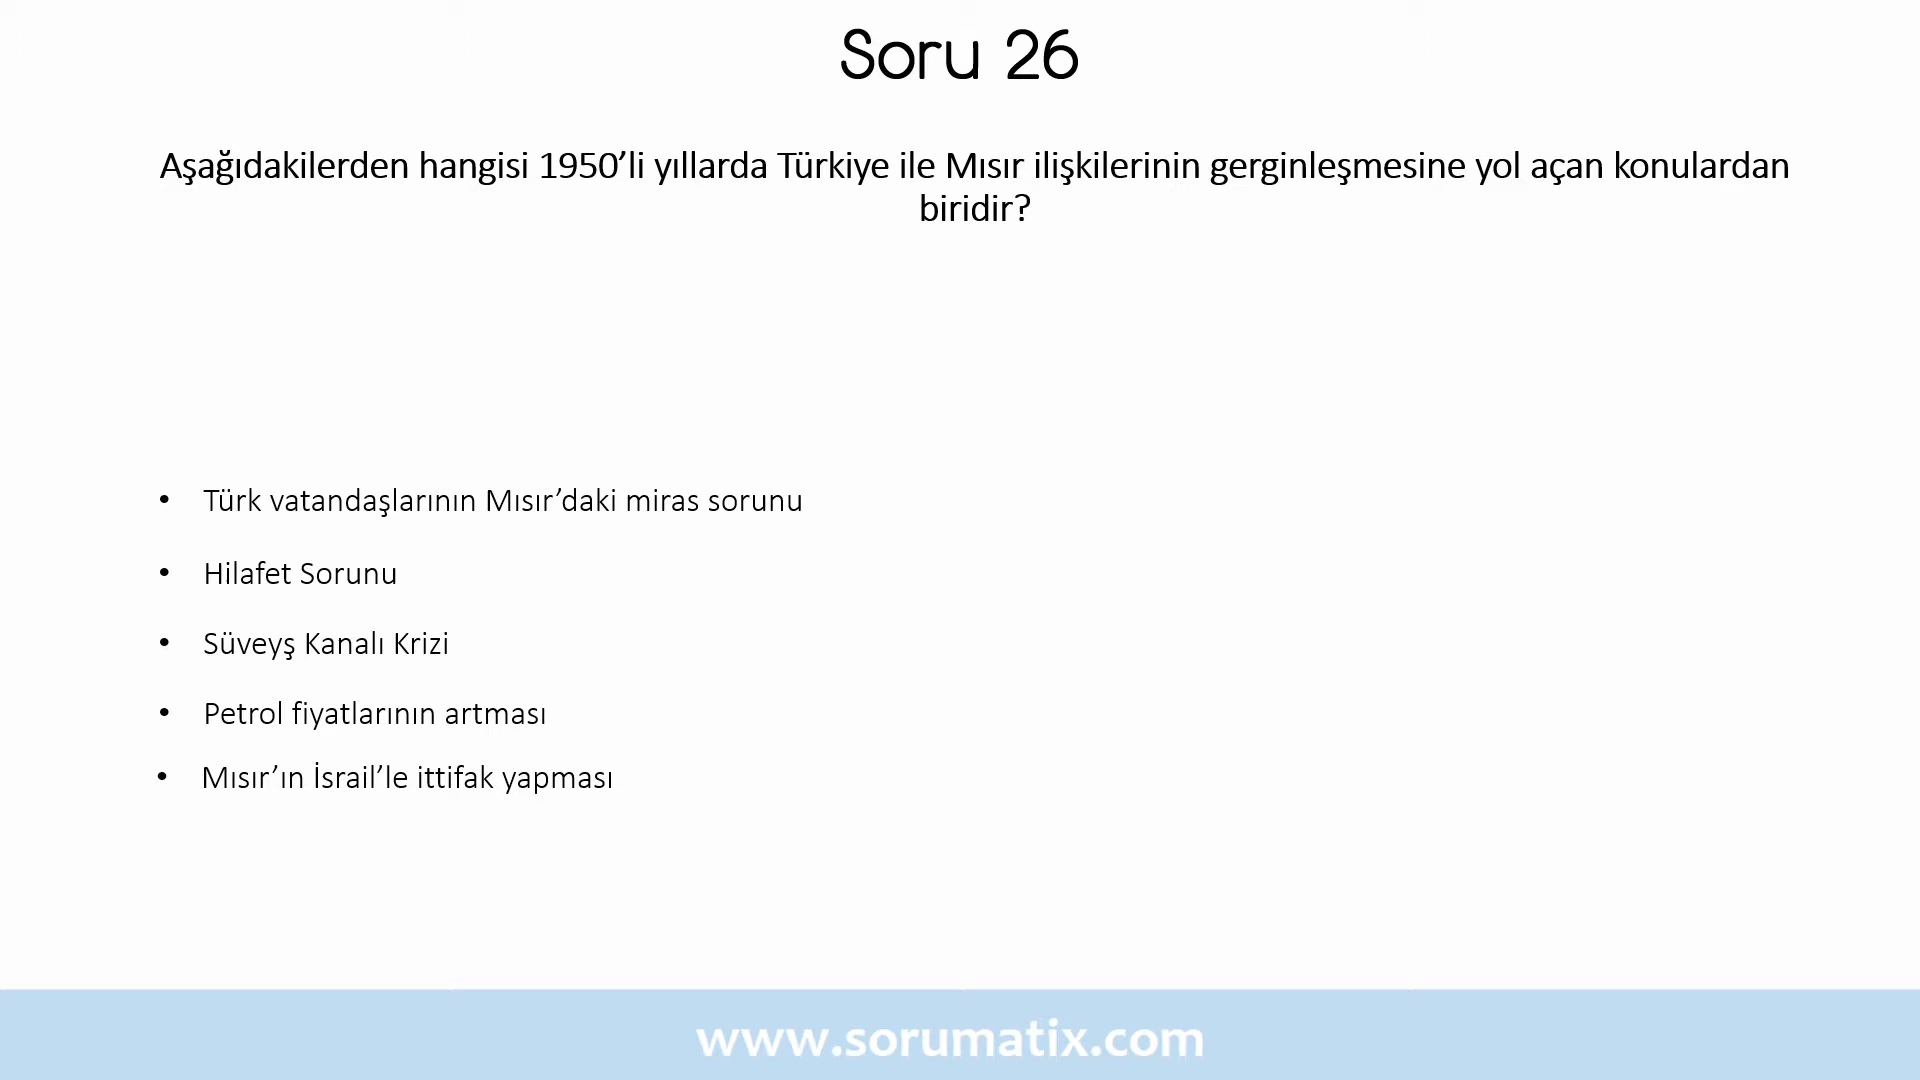 Soru 26
Aşağıdakilerden hangisi 1950’li yıllarda Türkiye ile Mısır ilişkilerinin gerginleşmesine yol açan konulardan
biridir?
• Türk vatandaşlarının Mısır’daki miras sorunu
• Hilafet Sorunu
• Süveyş Kanalı Krizi
• Petrol fiyatlarının artması
• Mısır’ın İsrail’le ittifak yapması
www.sorumatix.com